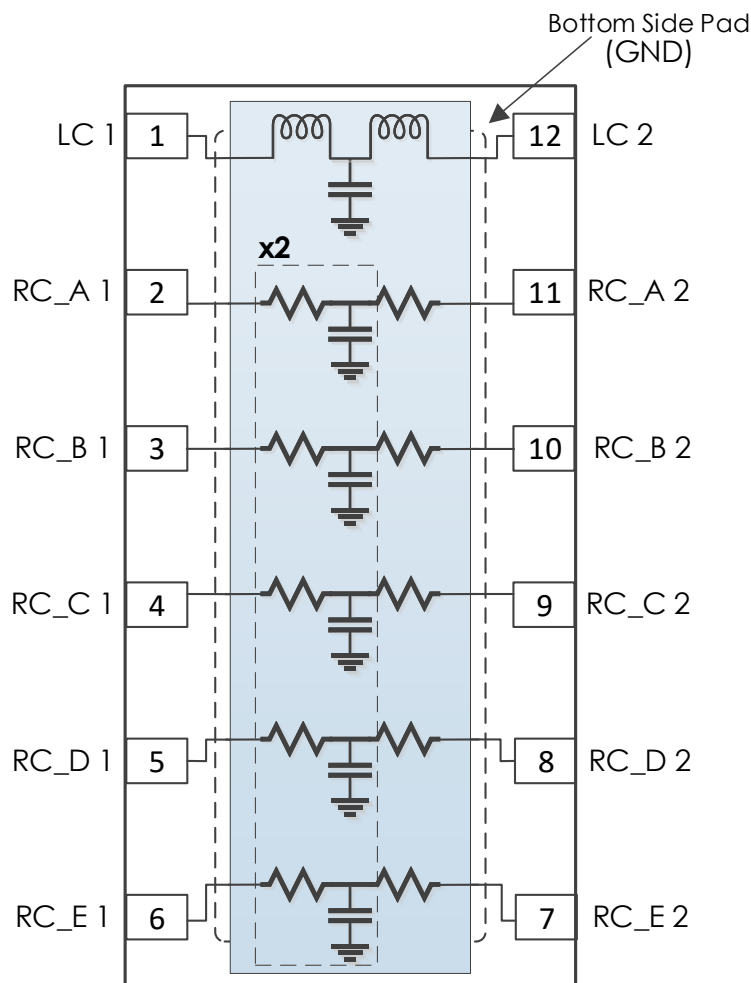 Bottom Side Pad
(GND)
LC 1 1 12 LC 2
x2
RC_A 1 2 11 RC_A 2
RC_B 1 3 10 RC_B 2
RC_C 1 4 9 RC_C 2
RC_D 1 5 8 RC_D 2
RC_E 1 6 7 RC_E 2